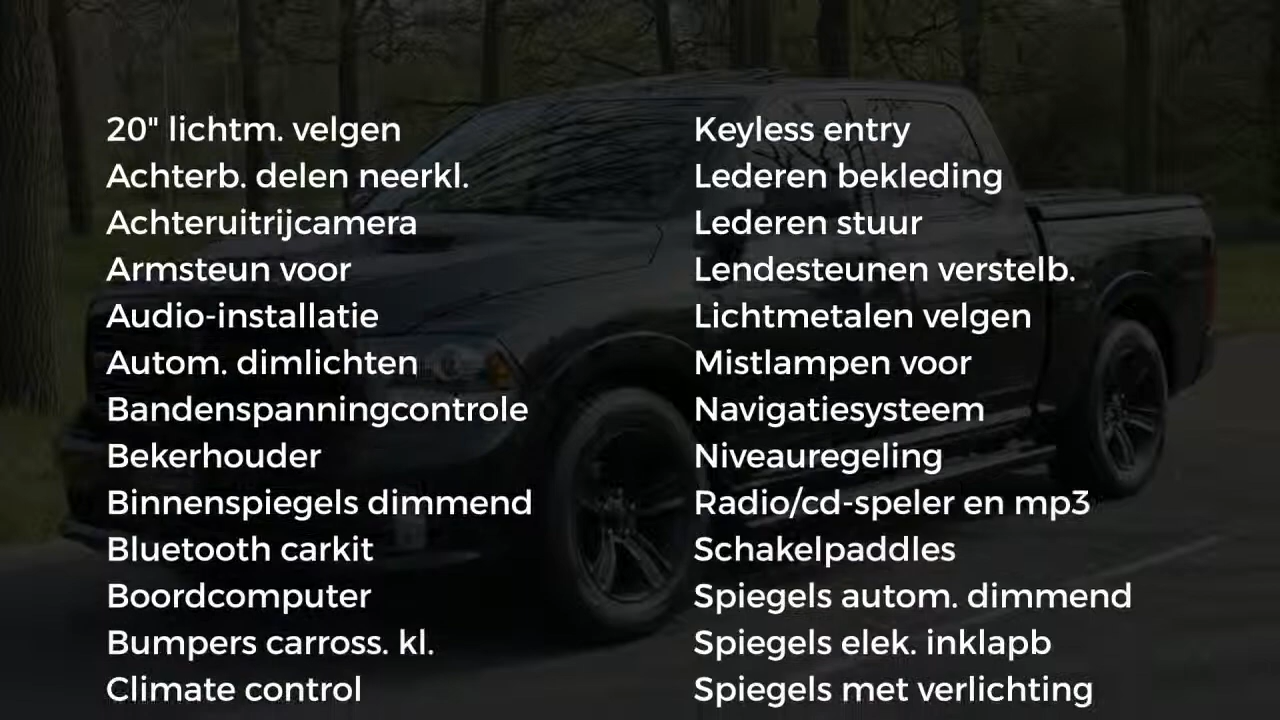 20" lichtm. velgen
Achterb. delen neerkl.
Achteruitrijcamera
Armsteun voor
Audio-installatie
Autom. dimlichten
Bandenspanningcontrole
Bekerhouder
Binnenspiegels dimmend
Bluetooth carkit
Boordcomputer
Bumpers carross. kl.
Climate control
Keyless entry
Lederen bekleding
Lederen stuur
Lendesteunen verstelb.
Lichtmetalen velgen
Mistlampen voor
Navigatiesysteem
Niveauregeling
Radio/cd-speler en mp3
Schakelpaddles
Spiegels autom. dimmend
Spiegels elek. inklapb
Spiegels met verlichting